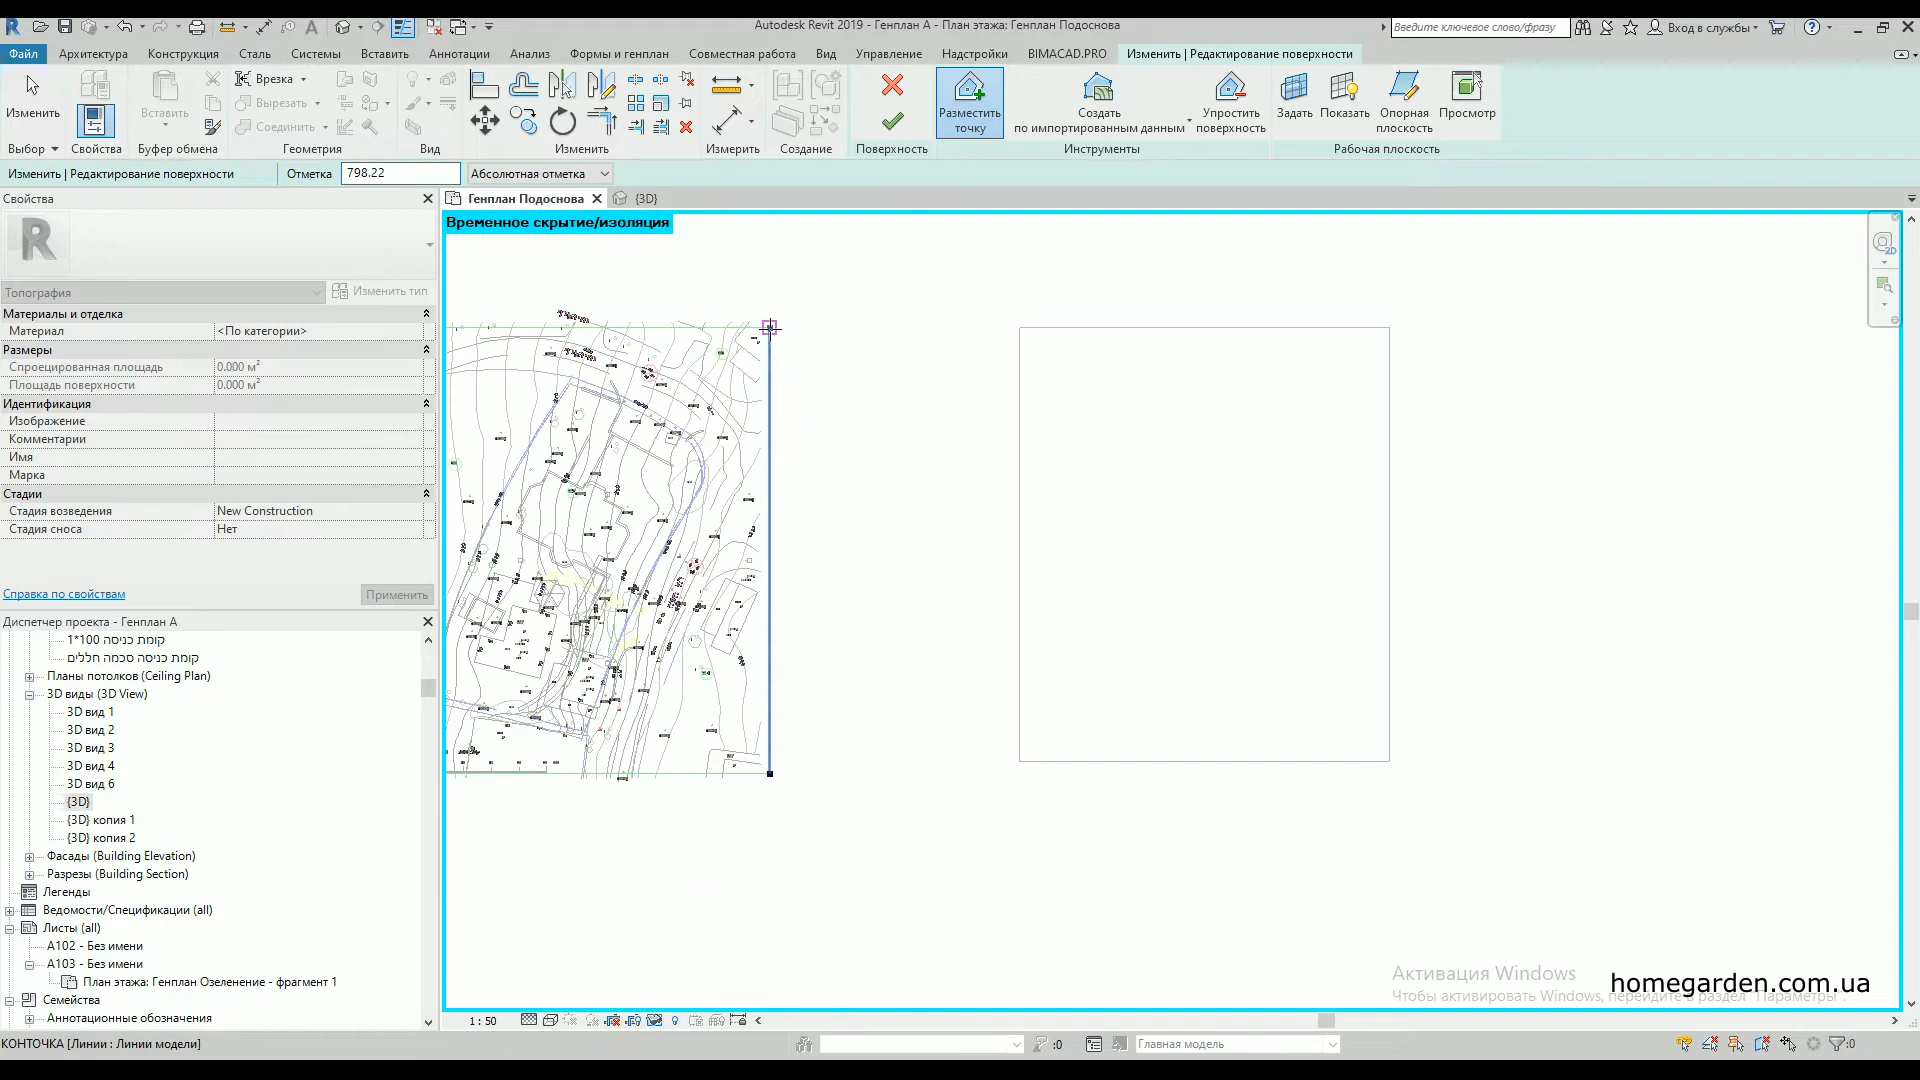 Autodesk Revit 2019 - Генплан А - План этажа: Генплан Подоснова
Введите ключевое слово/фразу
Вход в службы
Файл Архитектура Конструкция Сталь Системы Вставить Аннотации Анализ Формы и генплан Совместная работа Вид Управление Надстройки BIMACAD.PRO Изменить | Редактирование поверхности
Изменить
Вставить
Врезка
Вырезать
Соединить
Разместить точку
Создать по импортированным данным
Упростить поверхность
Задать
Показать
Опорная плоскость
Просмотр
Выбор Свойства Буфер обмена Геометрия Вид Изменить Измерить Создание Поверхность Инструменты Рабочая плоскость
Изменить | Редактирование поверхности Отметка 798.22 Абсолютная отметка
Свойства
Генплан Подоснова {3D}
Временное скрытие/изоляция
R
2D
Топография Изменить тип
Материалы и отделка
Материал <По категории>
Размеры
Спроецированная площадь 0.000 м²
Площадь поверхности 0.000 м²
Идентификация
Изображение
Комментарии
Имя
Марка
Стадии
Стадия возведения New Construction
Стадия сноса Нет
Справка по свойствам Применить
Диспетчер проекта - Генплан А
קומת כניסה 100*1
קומת כניסה סכמה חללים
Планы потолков (Ceiling Plan)
3D виды (3D View)
3D вид 1
3D вид 2
3D вид 3
3D вид 4
3D вид 6
{3D}
{3D} копия 1
{3D} копия 2
Фасады (Building Elevation)
Разрезы (Building Section)
Легенды
Ведомости/Спецификации (all)
Листы (all)
A102 - Без имени
A103 - Без имени
План этажа: Генплан Озеленение - фрагмент 1
Семейства
Аннотационные обозначения
Активация Windows
Чтобы активировать Windows, перейдите в раздел "Параметры".
homegarden.com.ua
1 : 50
КОНТОЧКА [Линии : Линии модели]
:0
Главная модель
:0